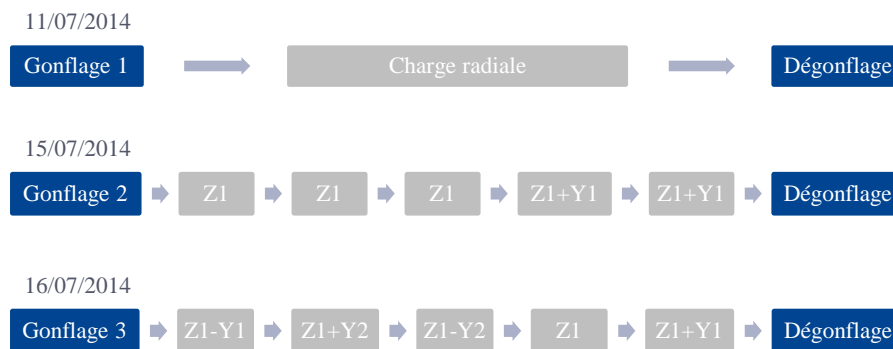 11/07/2014
Gonflage 1 Charge radiale Dégonflage
15/07/2014
Gonflage 2 Z1 Z1 Z1 Z1+Y1 Z1+Y1 Dégonflage
16/07/2014
Gonflage 3 Z1-Y1 Z1+Y2 Z1-Y2 Z1 Z1+Y1 Dégonflage